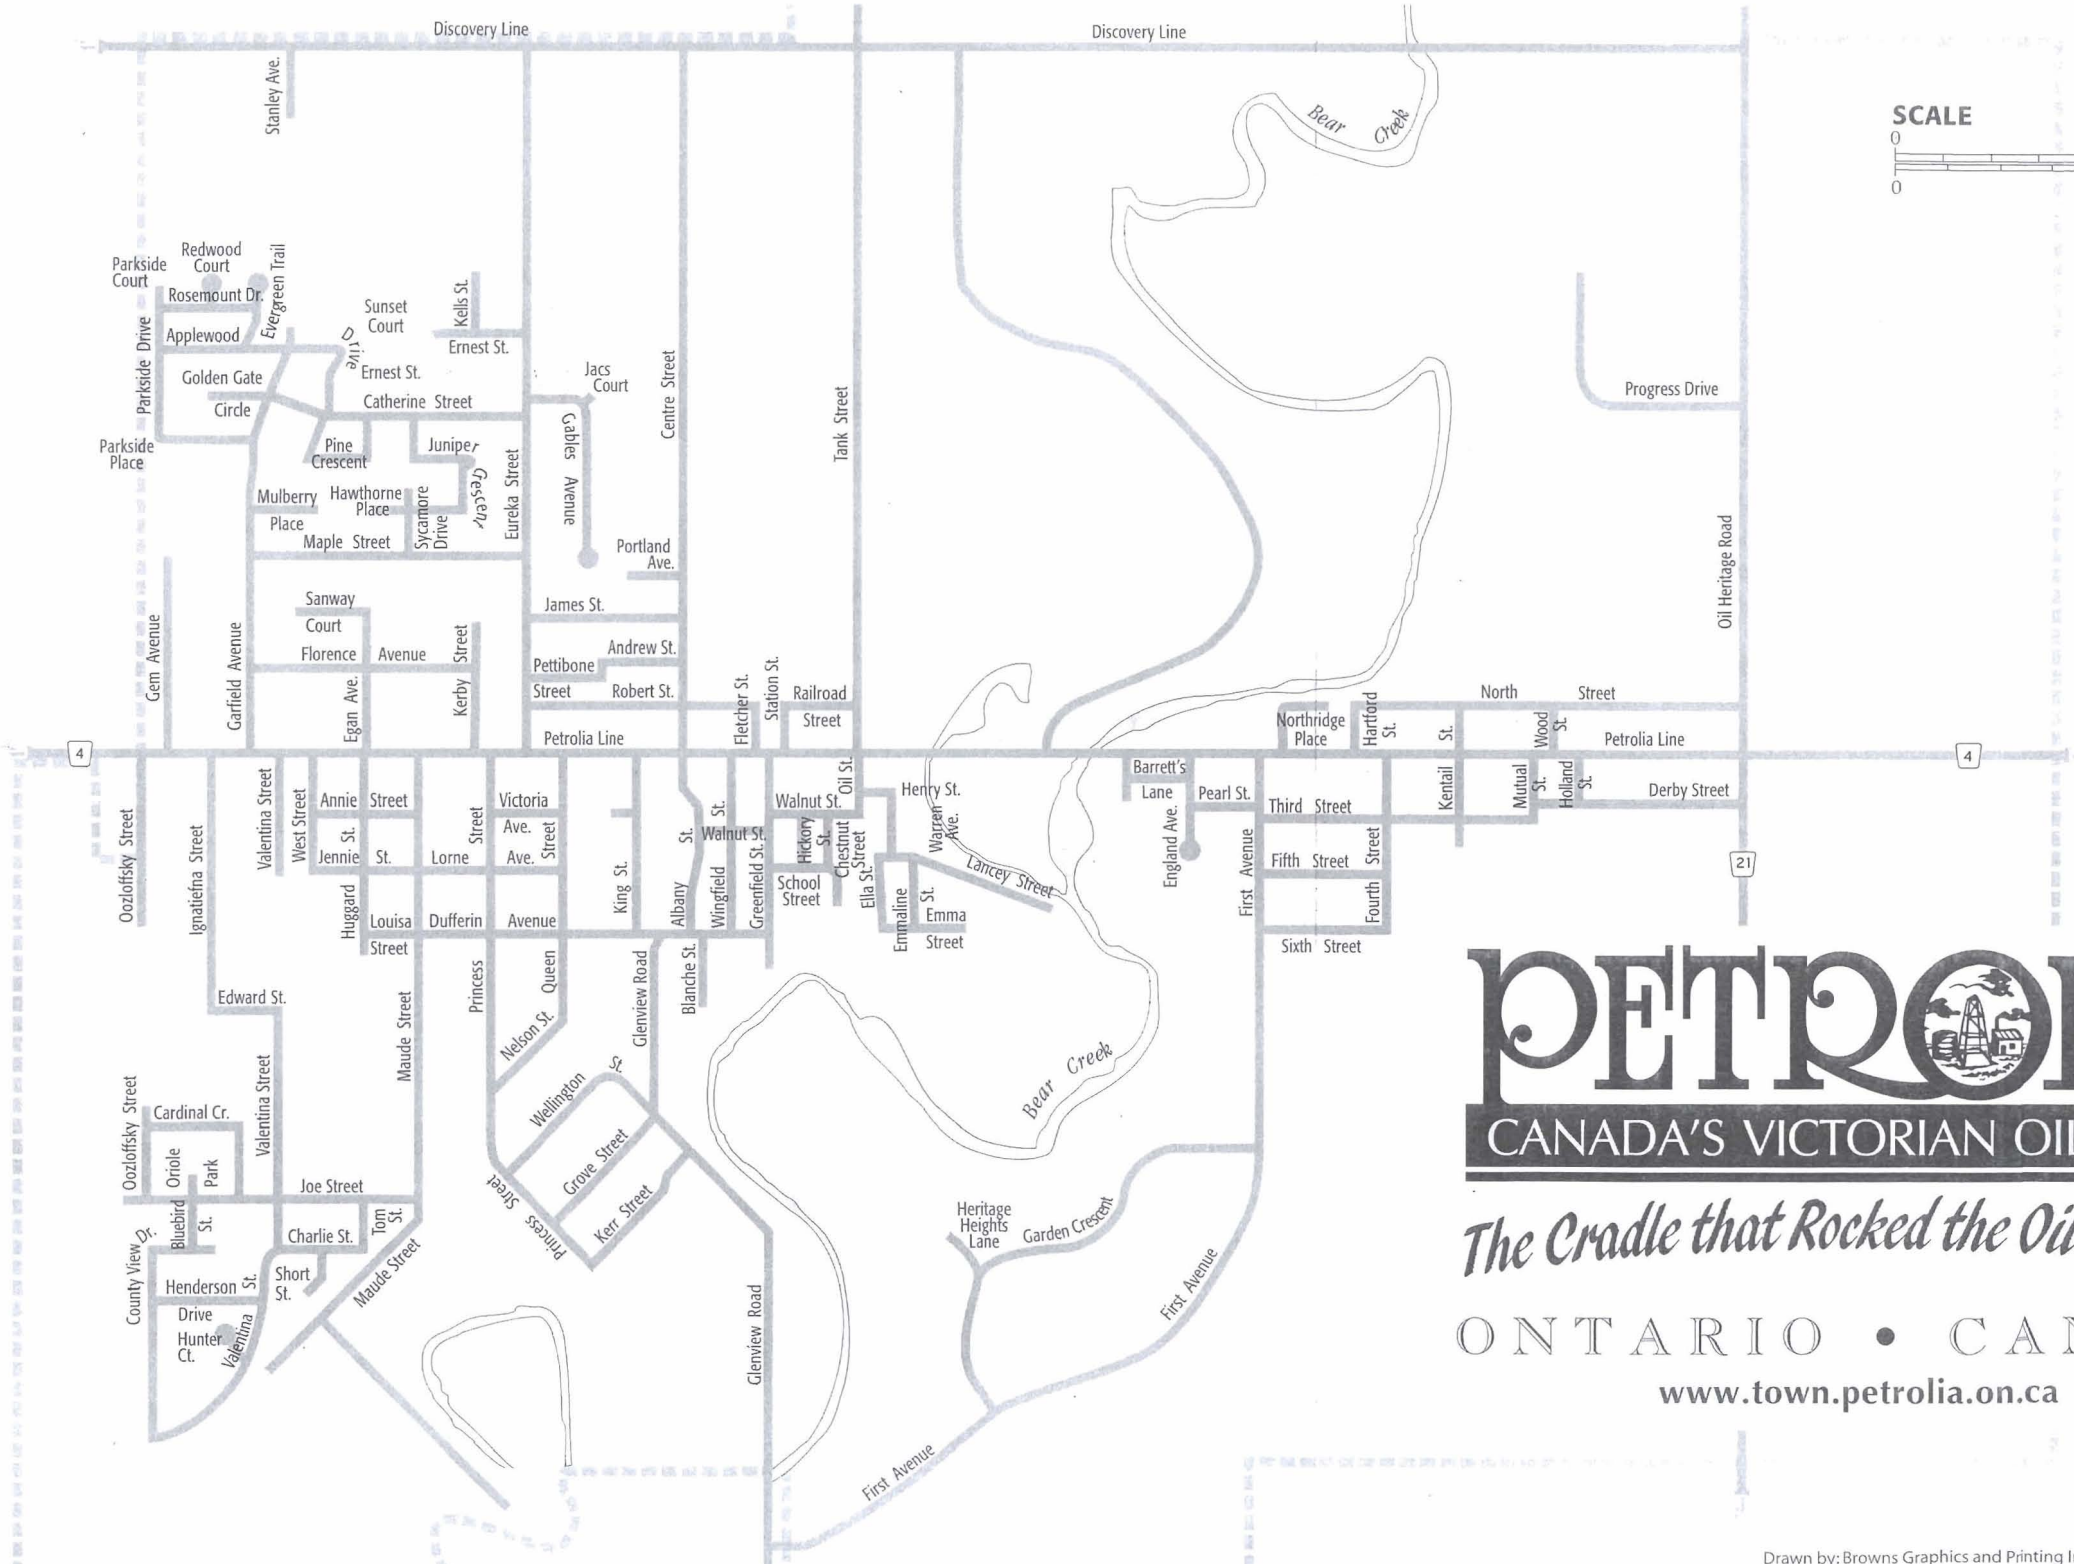 Discovery Line
Discovery Line
Stanley Ave.
Bear Creek
SCALE
0
0
Redwood
Court
Parkside
Court
Rosemount Dr.
Evergreen Trail
Applewood
Drive
Sunset
Court
Kells St.
Ernest St.
Ernest St.
Parkside Drive
Golden Gate
Circle
Catherine Street
Jacs
Court
Gables Avenue
Centre Street
Tank Street
Progress Drive
Parkside
Place
Pine
Crescent
Juniper
Crescent
Mulberry
Place
Hawthorne
Place
Sycamore
Drive
Eureka Street
Maple Street
Portland
Ave.
Oil Heritage Road
Sanway
Court
James St.
Gem Avenue
Garfield Avenue
Florence Avenue
Egan Ave.
Kerby Street
Andrew St.
Pettibone
Street
Robert St.
Fletcher St.
Station St.
Railroad
Street
Northridge
Place
Hartford
St.
North Street
Wood
St.
4
Petrolia Line
Petrolia Line
4
Oozloffsky Street
Ignatiefna Street
Valentina Street
West Street
Annie Street
Victoria
Ave.
Jennie St.
St.
Huggard
Lorne Ave.
Street
Street
King St.
Albany St.
Wingfield St.
Walnut St.
Walnut St.
Greenfield St.
Hickory
St.
Chestnut
Street
School
Street
Oil St.
Henry St.
Warren
Ave.
Lancey Street
Ella St.
Emmaline St.
Emma
Street
Barrett's
Lane
England Ave.
Pearl St.
First Avenue
Third Street
Fifth Street
Fourth Street
Sixth Street
Kentail St.
Mutual
St.
Holland
St.
Derby Street
21
Louisa
Street
Dufferin Avenue
Princess
Queen
Nelson St.
Glenview Road
Blanche St.
Maude Street
Edward St.
Valentina Street
Wellington St.
Grove Street
Kerr Street
Princess Street
Bear Creek
Oozloffsky Street
Cardinal Cr.
Oriole
Park
Joe Street
Bluebird
St.
Charlie St.
Tom
St.
County View Dr.
Henderson
Drive
Short
St.
Maude Street
Hunter
Ct.
Valentina St.
Glenview Road
Heritage
Heights
Lane
Garden Crescent
First Avenue
First Avenue
CANADA'S VICTORIAN OIL
The Cradle that Rocked the Oil
ONTARIO • CAN
www.town.petrolia.on.ca
Drawn by: Browns Graphics and Printing